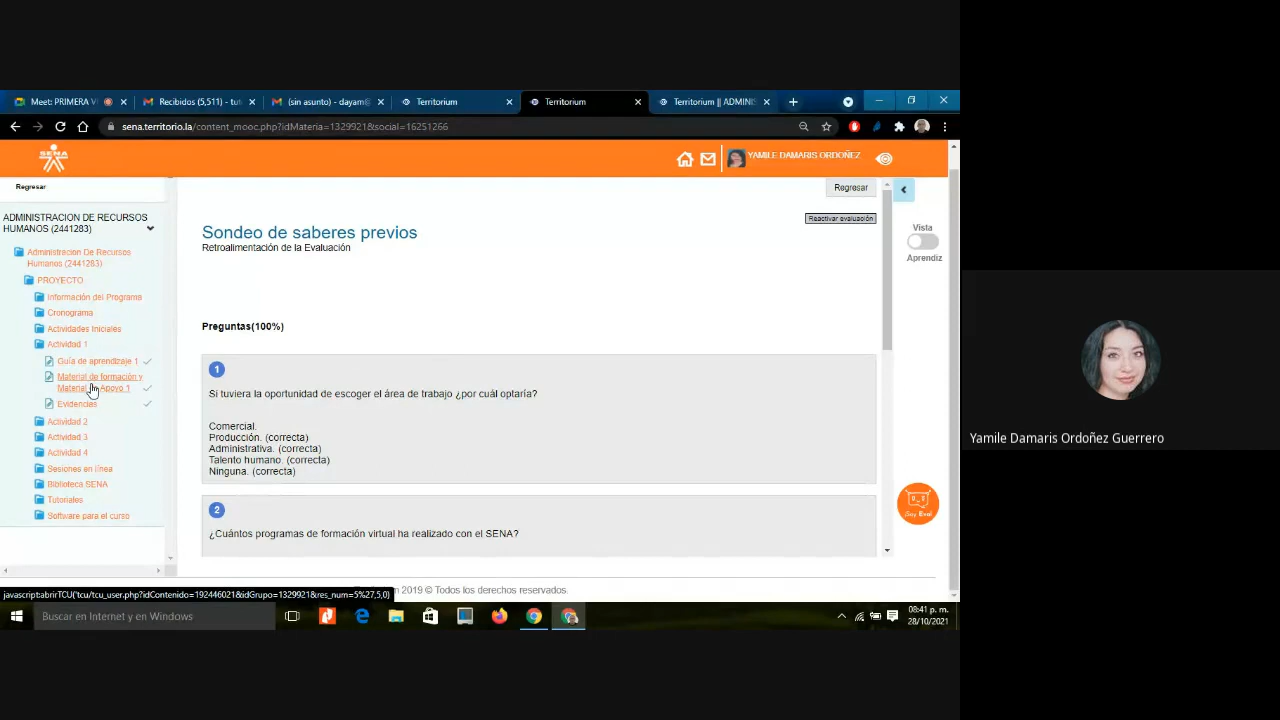 Meet: PRIMERA V
Recibidos (5,511) - tut
(sin asunto) - dayam@
Territorium
Territorium
Territorium || ADMINI
sena.territorio.la/content_mooc.php?idMateria=1329921&social=16251266
SENA
YAMILE DAMARIS ORDOÑEZ
Regresar
ADMINISTRACION DE RECURSOS
HUMANOS (2441283)
Administracion De Recursos
Humanos (2441283)
PROYECTO
Información del Programa
Cronograma
Actividades Iniciales
Actividad 1
Guía de aprendizaje 1
Material de formación y
Material de Apoyo 1
Evidencias
Actividad 2
Actividad 3
Actividad 4
Sesiones en línea
Biblioteca SENA
Tutoriales
Software para el curso
Regresar
Reactivar evaluación
Sondeo de saberes previos
Retroalimentación de la Evaluación
Preguntas(100%)
1
Si tuviera la oportunidad de escoger el área de trabajo ¿por cuál optaría?
Comercial.
Producción. (correcta)
Administrativa. (correcta)
Talento humano. (correcta)
Ninguna. (correcta)
2
¿Cuántos programas de formación virtual ha realizado con el SENA?
Vista
Aprendiz
2019 © Todos los derechos reservados.
javascript:abrirTCU('tcu/tcu_user.php?idContenido=192446021&idGrupo=1329921&res_num=5%27,5,0)
Buscar en Internet y en Windows
08:41 p. m.
28/10/2021
Yamile Damaris Ordoñez Guerrero